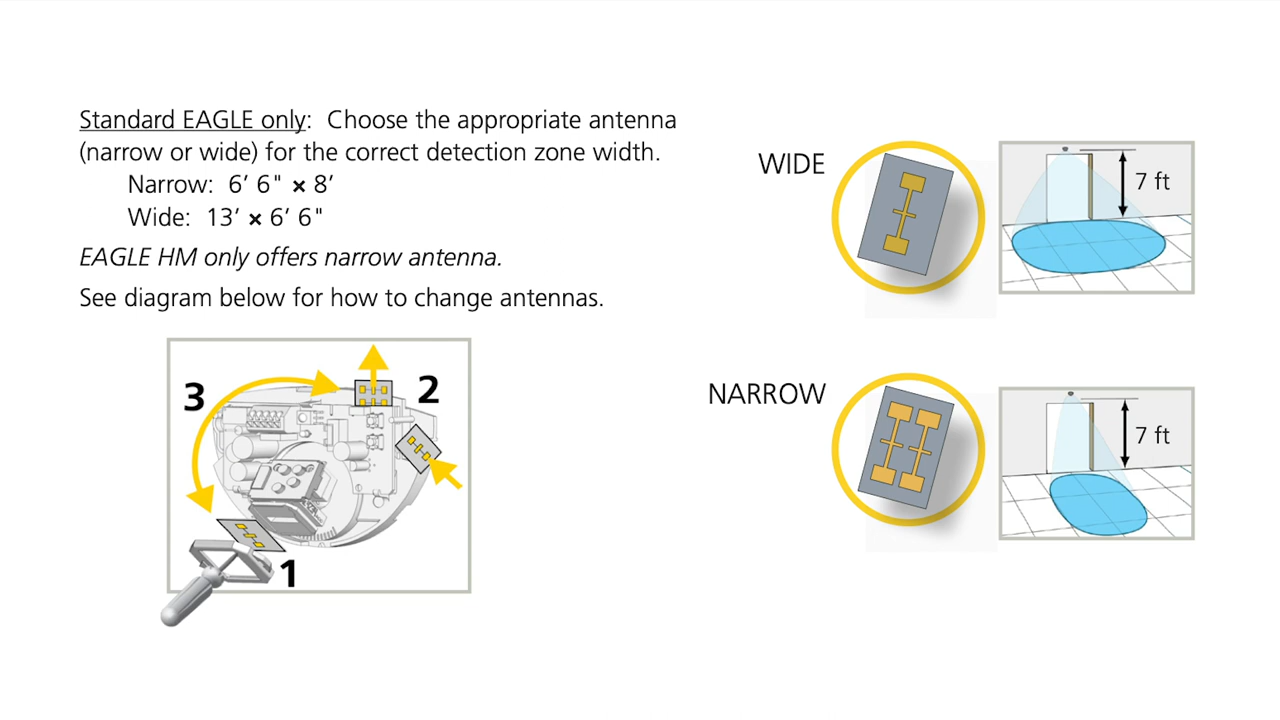 Standard EAGLE only:  Choose the appropriate antenna
(narrow or wide) for the correct detection zone width.
Narrow:  6′ 6" × 8′
Wide:  13′ × 6′ 6"
EAGLE HM only offers narrow antenna.
See diagram below for how to change antennas.
3
2
1
WIDE
7 ft
NARROW
7 ft